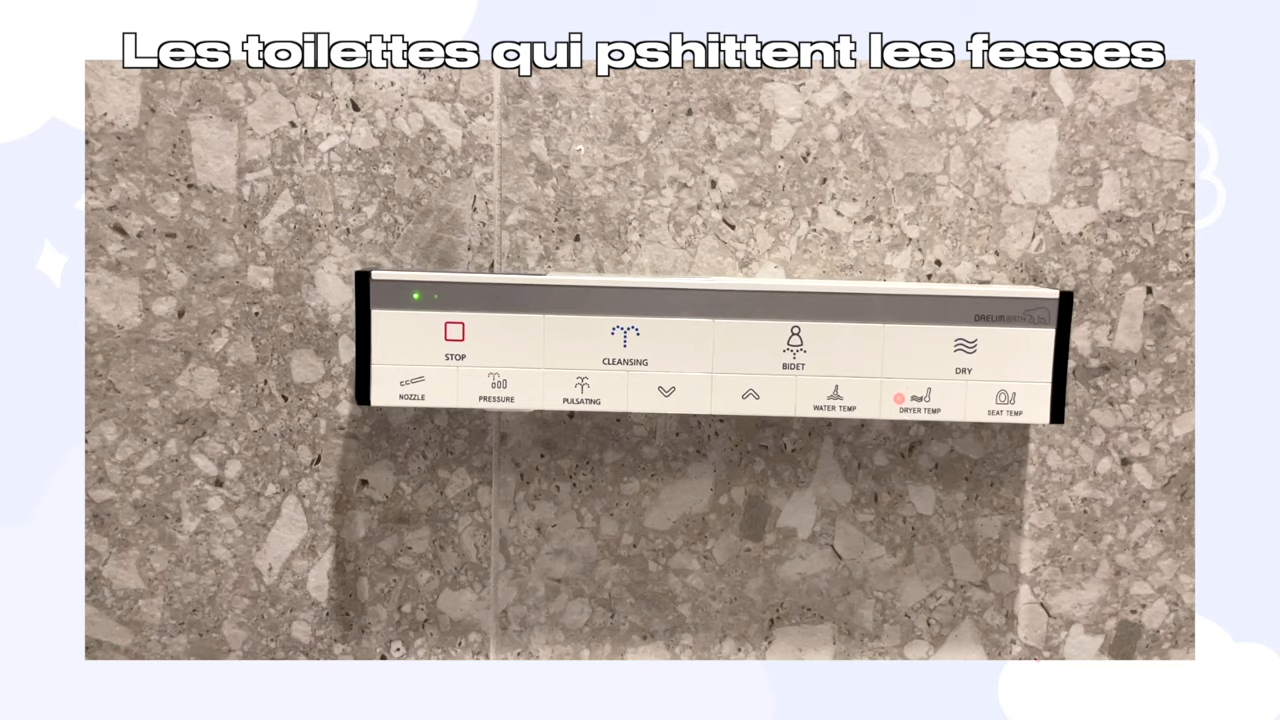 Les toilettes qui pshittent les fesses
DAELIM BATH
STOP
CLEANSING
BIDET
DRY
NOZZLE
PRESSURE
PULSATING
WATER TEMP
DRYER TEMP
SEAT TEMP